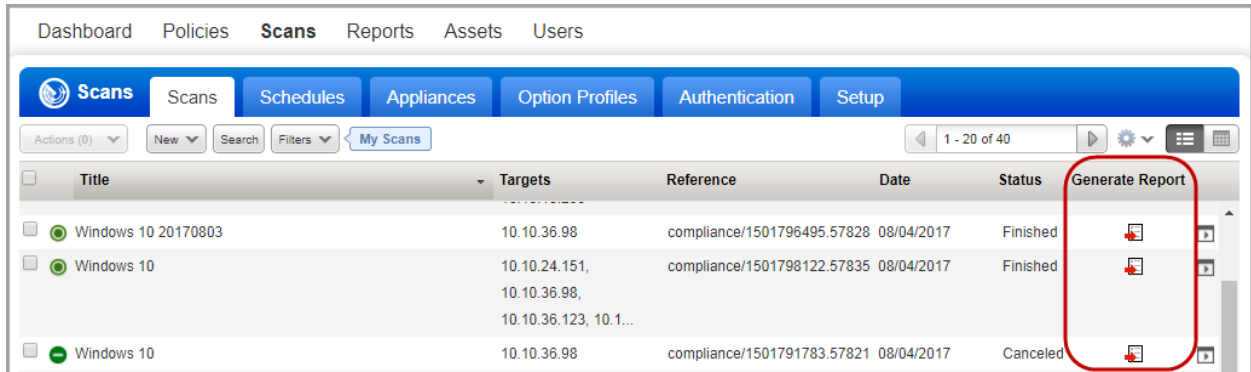 Dashboard Policies Scans Reports Assets Users
Scans Scans Schedules Appliances Option Profiles Authentication Setup
Actions (0) New Search Filters My Scans 1 - 20 of 40
Title Targets Reference Date Status Generate Report
Windows 10 20170803 10.10.36.98 compliance/1501796495.57828 08/04/2017 Finished
Windows 10 10.10.24.151, compliance/1501798122.57835 08/04/2017 Finished
10.10.36.98,
10.10.36.123, 10.1...
Windows 10 10.10.36.98 compliance/1501791783.57821 08/04/2017 Canceled